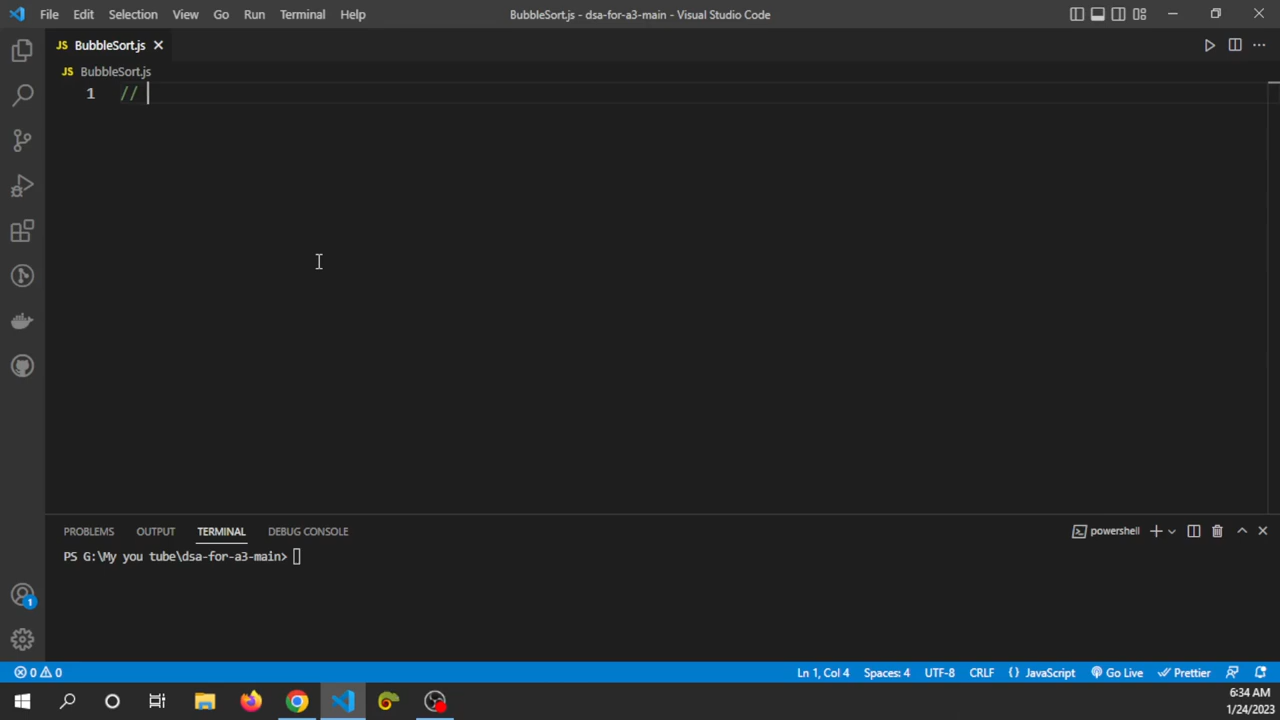 File Edit Selection View Go Run Terminal Help
BubbleSort.js - dsa-for-a3-main - Visual Studio Code
JS BubbleSort.js
JS BubbleSort.js
1 //
PROBLEMS OUTPUT TERMINAL DEBUG CONSOLE
powershell
PS G:\My you tube\dsa-for-a3-main>
1
0 0
Ln 1, Col 4 Spaces: 4 UTF-8 CRLF { } JavaScript Go Live Prettier
6:34 AM
1/24/2023